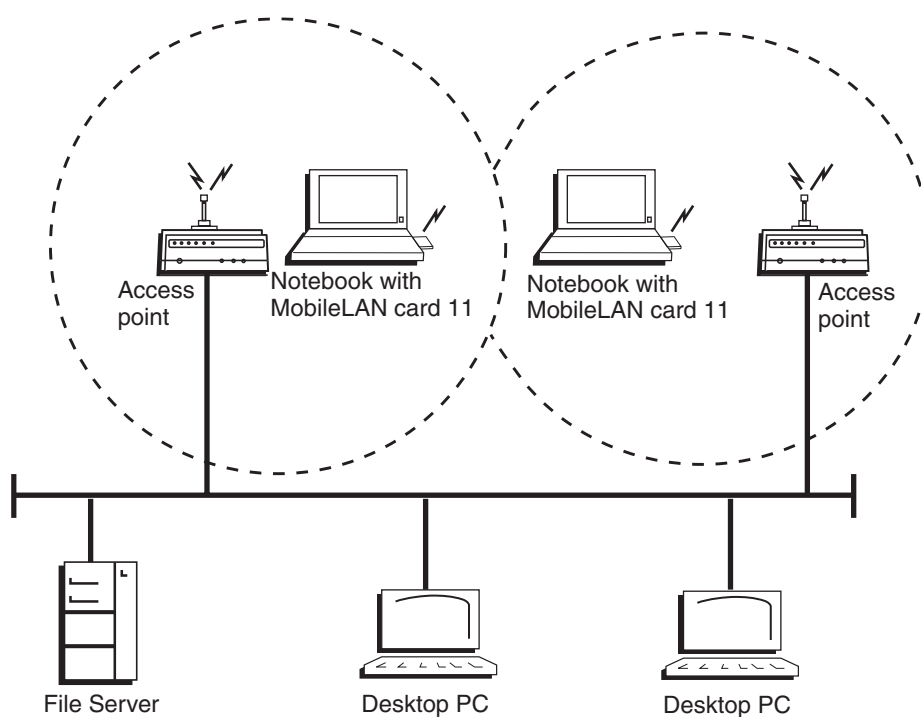 Access
point
Notebook with
MobileLAN card 11
Notebook with
MobileLAN card 11
Access
point
File Server
Desktop PC
Desktop PC